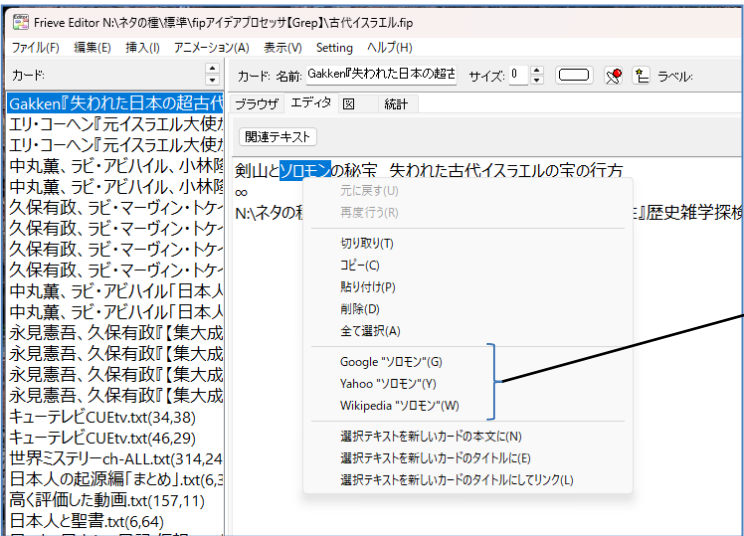 Frieve Editor N:\ネタの種\標準\fipアイデアプロセッサ【Grep】\古代イスラエル.fip
ファイル(F) 編集(E) 挿入(I) アニメーション(A) 表示(V) Setting ヘルプ(H)
カード:
カード: 名前: Gakken『失われた日本の超古 サイズ: 0 ラベル:
Gakken『失われた日本の超古代
エリ・コーヘン『元イスラエル大使が
エリ・コーヘン『元イスラエル大使が
中丸薫、ラビ・アビハイル、小林隆
中丸薫、ラビ・アビハイル、小林隆
久保有政、ラビ・マーヴィン・トケイ
久保有政、ラビ・マーヴィン・トケイ
久保有政、ラビ・マーヴィン・トケイ
久保有政、ラビ・マーヴィン・トケイ
中丸薫、ラビ・アビハイル「日本人
中丸薫、ラビ・アビハイル「日本人
永見憲吾、久保有政『【集大成
永見憲吾、久保有政『【集大成
永見憲吾、久保有政『【集大成
永見憲吾、久保有政『【集大成
キューテレビCUEtv.txt(34,38)
キューテレビCUEtv.txt(46,29)
世界ミステリーch-ALL.txt(314,24
日本人の起源編「まとめ」.txt(6,3
高く評価した動画.txt(157,11)
日本人と聖書.txt(6,64)
ブラウザ エディタ 図 統計
関連テキスト
剣山とソロモンの秘宝 失われた古代イスラエルの宝の行方
∞
N:\ネタの種 』歴史雑学探検
元に戻す(U)
再度行う(R)
切り取り(T)
コピー(C)
貼り付け(P)
削除(D)
全て選択(A)
Google "ソロモン"(G)
Yahoo "ソロモン"(Y)
Wikipedia "ソロモン"(W)
選択テキストを新しいカードの本文に(N)
選択テキストを新しいカードのタイトルに(E)
選択テキストを新しいカードのタイトルにしてリンク(L)